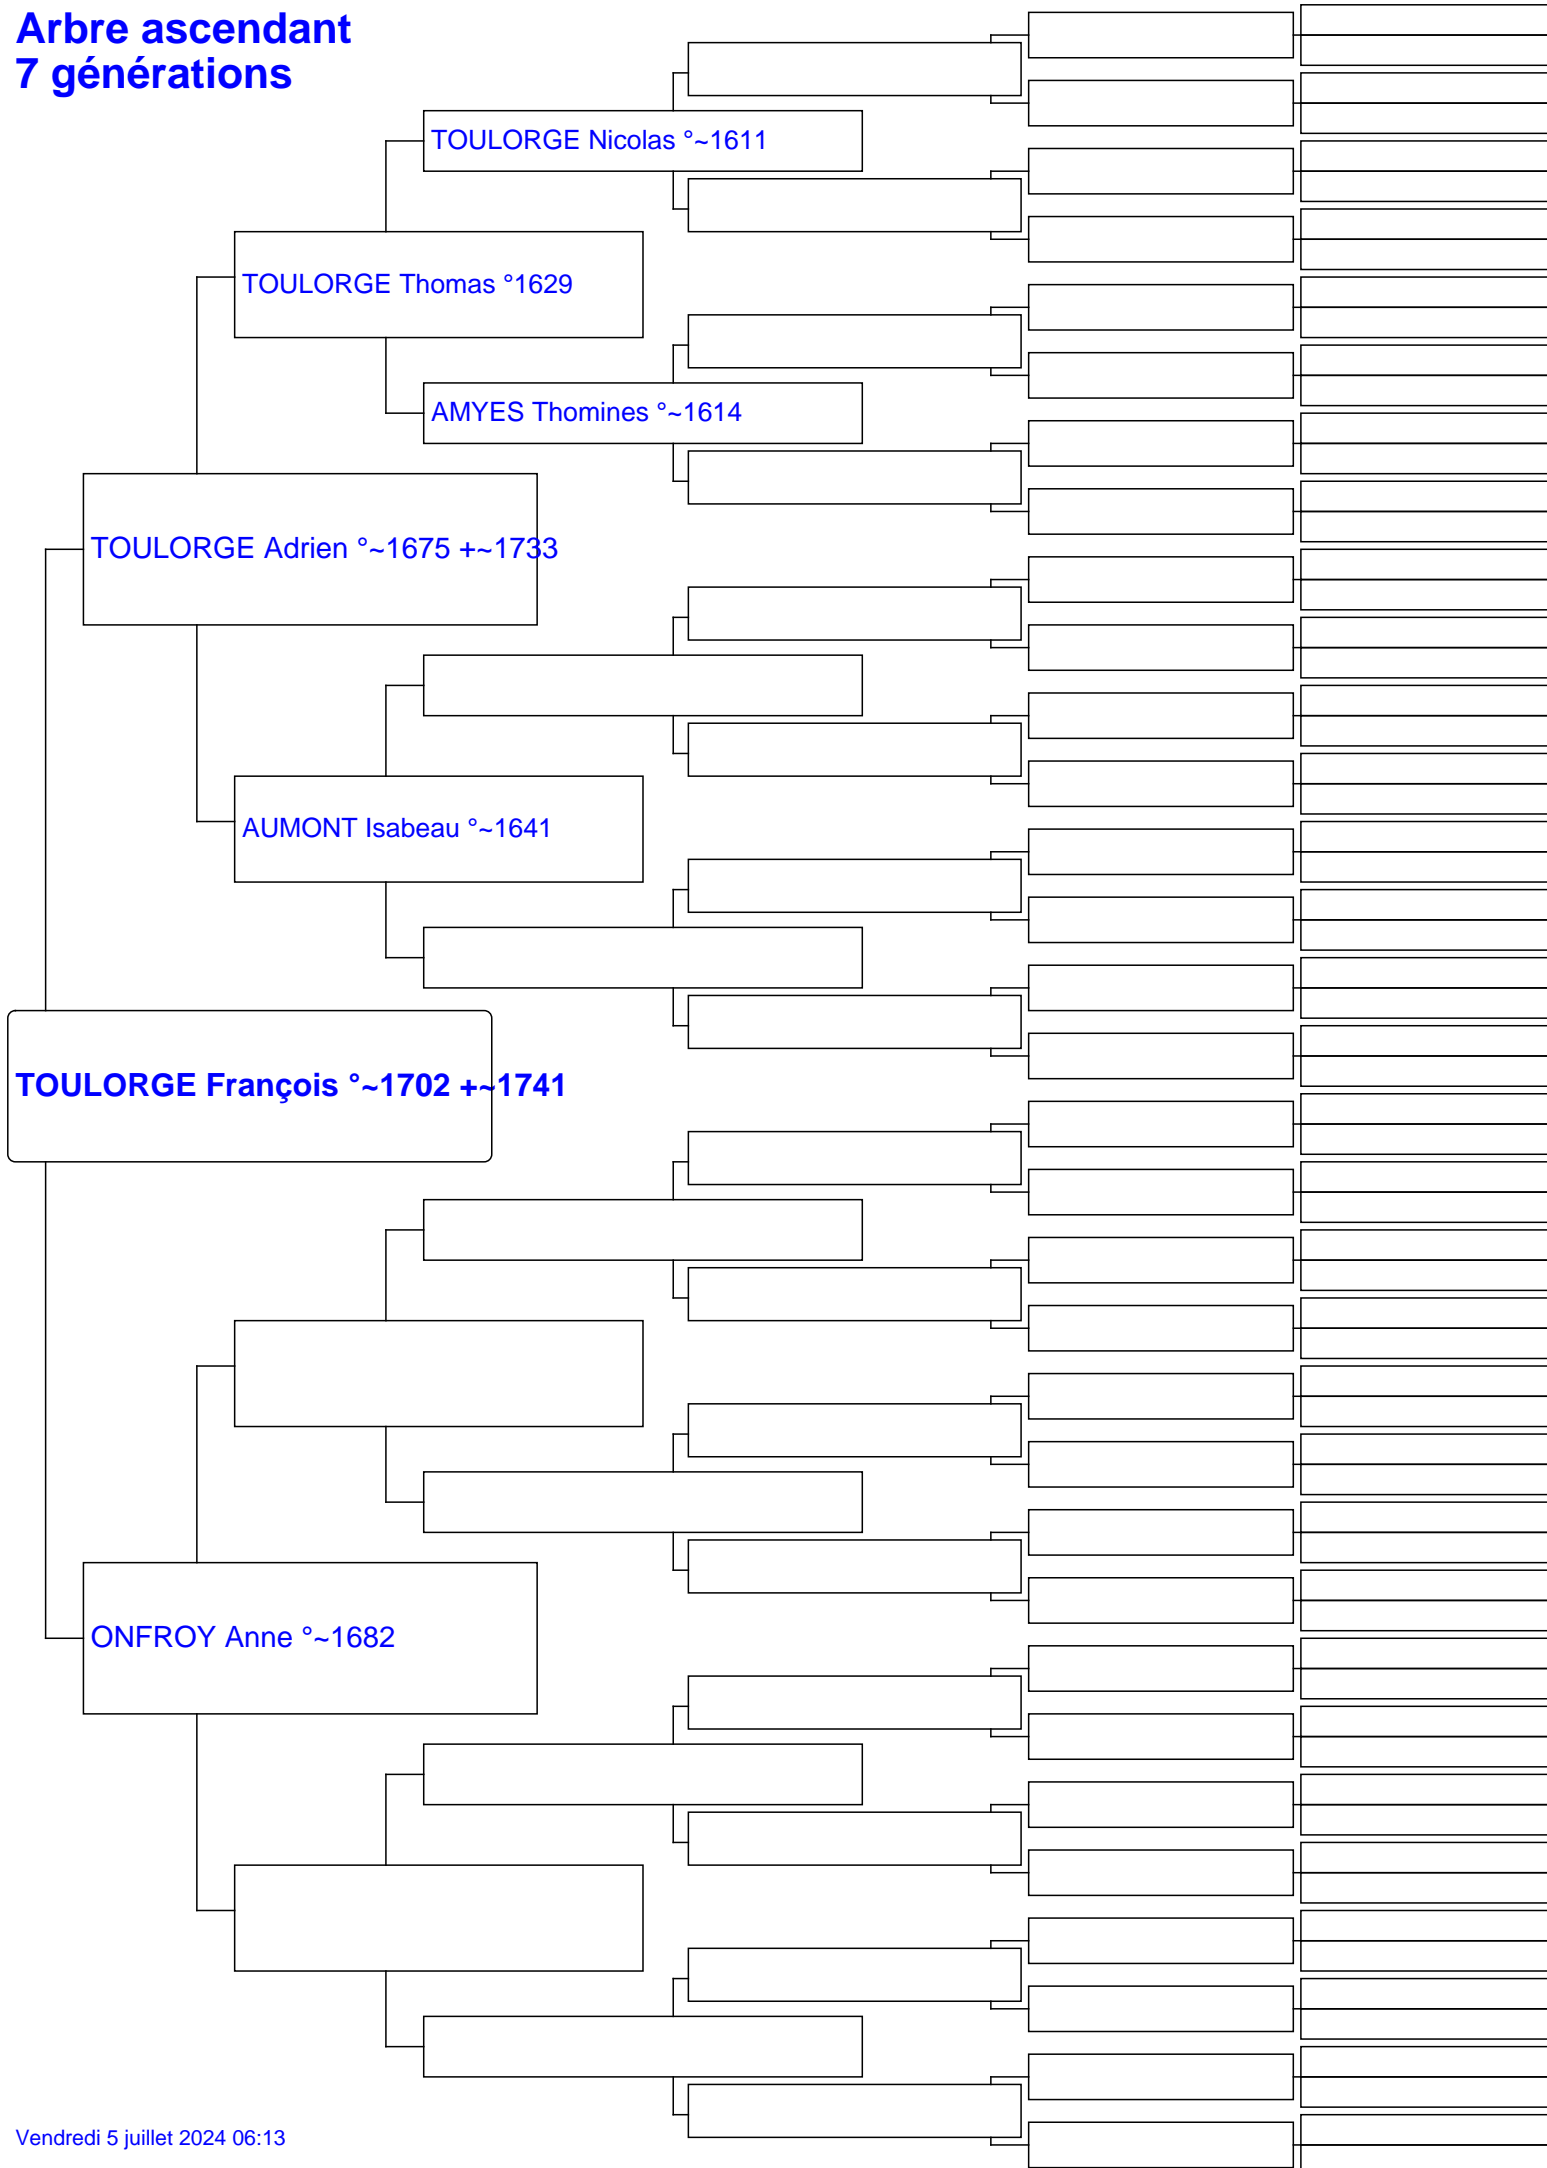 Arbre ascendant
7 générations
TOULORGE Nicolas °~1611
TOULORGE Thomas °1629
AMYES Thomines °~1614
TOULORGE Adrien °~1675 +~1733
AUMONT Isabeau °~1641
TOULORGE François °~1702 +~1741
ONFROY Anne °~1682
Vendredi 5 juillet 2024 06:13